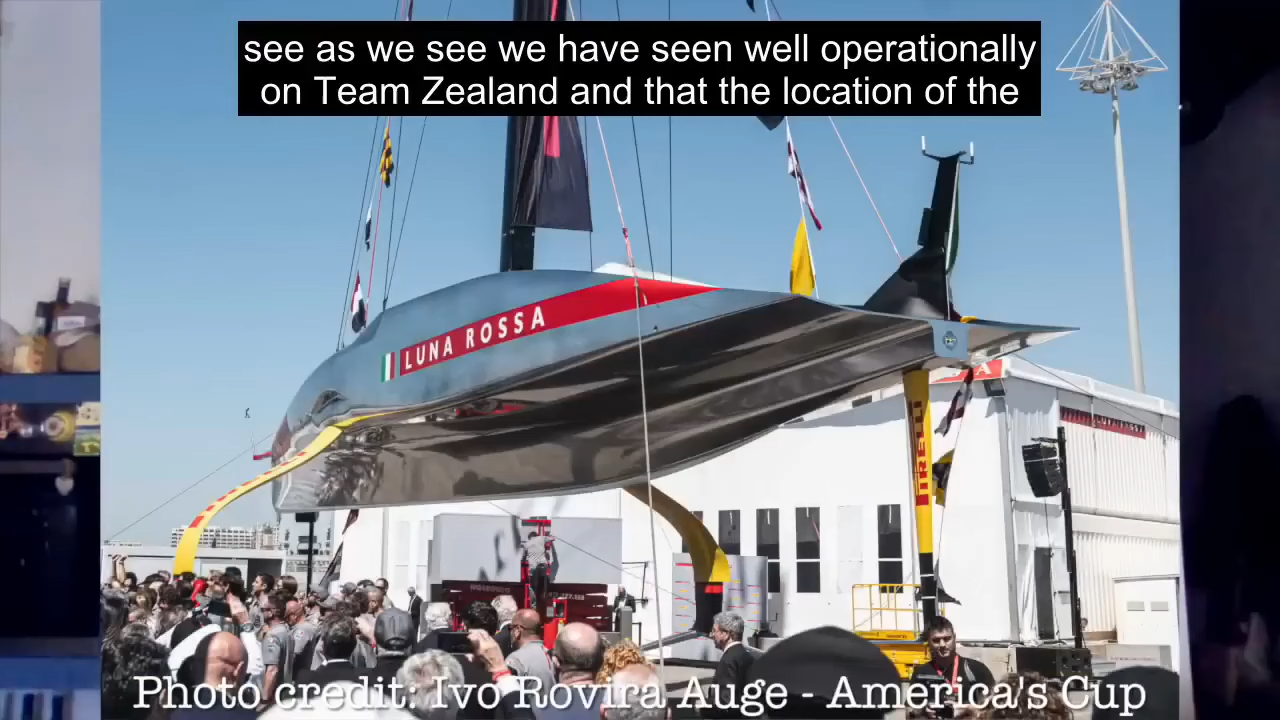 see as we see we have seen well operationally
on Team Zealand and that the location of the
LUNA ROSSA
PIRELLI
Photo credit: Ivo Rovira Auge - America's Cup